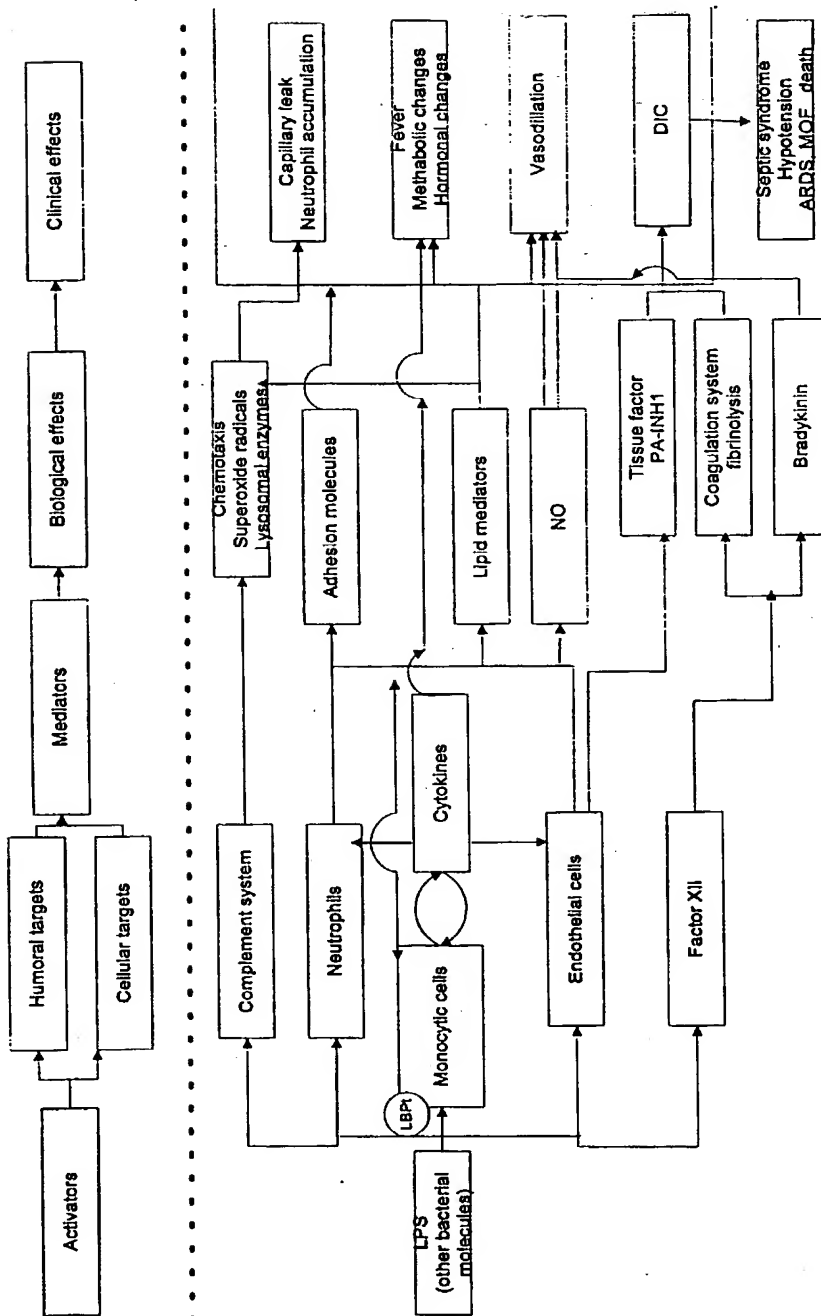 Activators
Humoral targets
Cellular targets
Mediators
Biological effects
Clinical effects
LPS
(other bacterial
molecules)
LBPt
Complement system
Neutrophils
Monocytic cells
Cytokines
Endothelial cells
Factor XII
Chemotaxis
Superoxide radicals
Lysosomal enzymes
Adhesion molecules
Lipid mediators
NO
Tissue factor
PA-INH1
Coagulation system
fibrinolysis
Bradykinin
Capillary leak
Neutrophil accumulation
Fever
Methabolic changes
Hormonal changes
Vasodillation
DIC
Septic syndrome
Hypotension
ARDS, MOF death